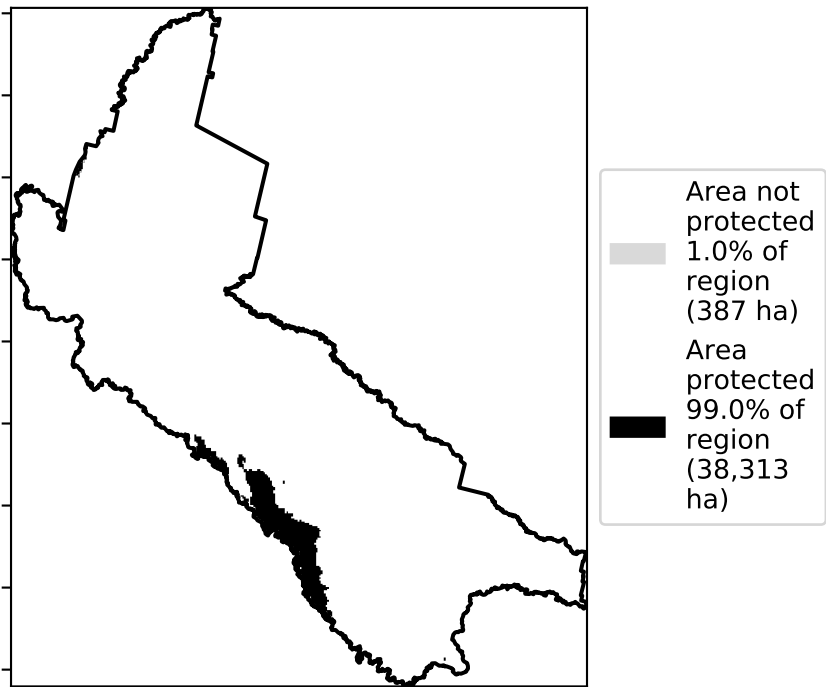 Area not
protected
1.0% of
region
(387 ha)
Area
protected
99.0% of
region
(38,313
ha)